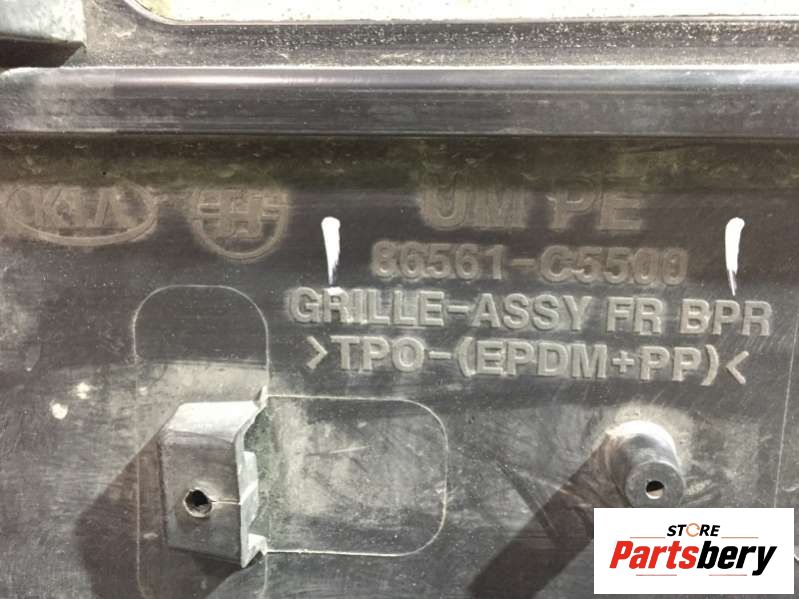 KIA
UM PE
86561-C5500
GRILLE-ASSY FR BPR
>TPO-(EPDM+PP)<
STORE
Partsbery